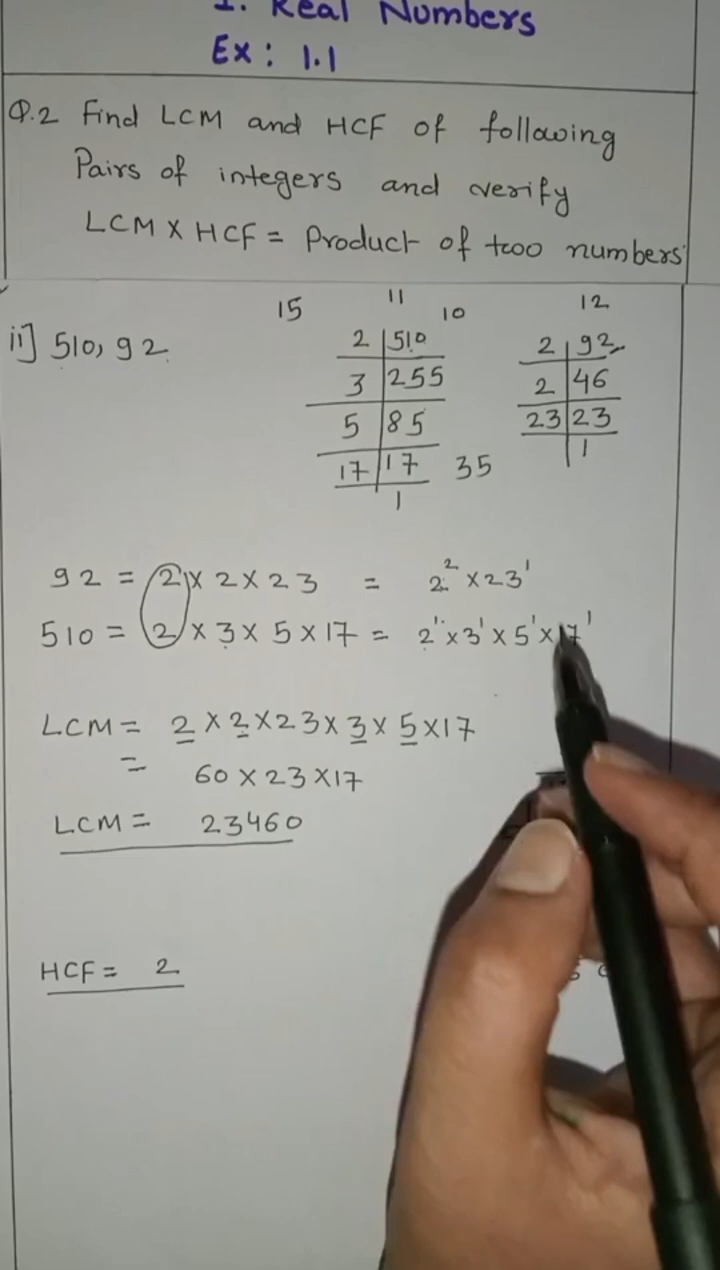 1. Real Numbers
Ex: 1.1
Q.2 Find LCM and HCF of following
Pairs of integers and verify
LCM X HCF = Product of two numbers
ii] 510, 92
15 11 10
2 | 510
3 | 255
5 | 85
17 | 17 35
1
12
2 | 92
2 | 46
23 | 23
1
92 = 2 x 2 x 23 = 2² x 23¹
510 = 2 x 3 x 5 x 17 = 2¹ x 3¹ x 5¹ x 17¹
LCM = 2 x 2 x 23 x 3 x 5 x 17
= 60 x 23 x 17
LCM = 23460
HCF = 2